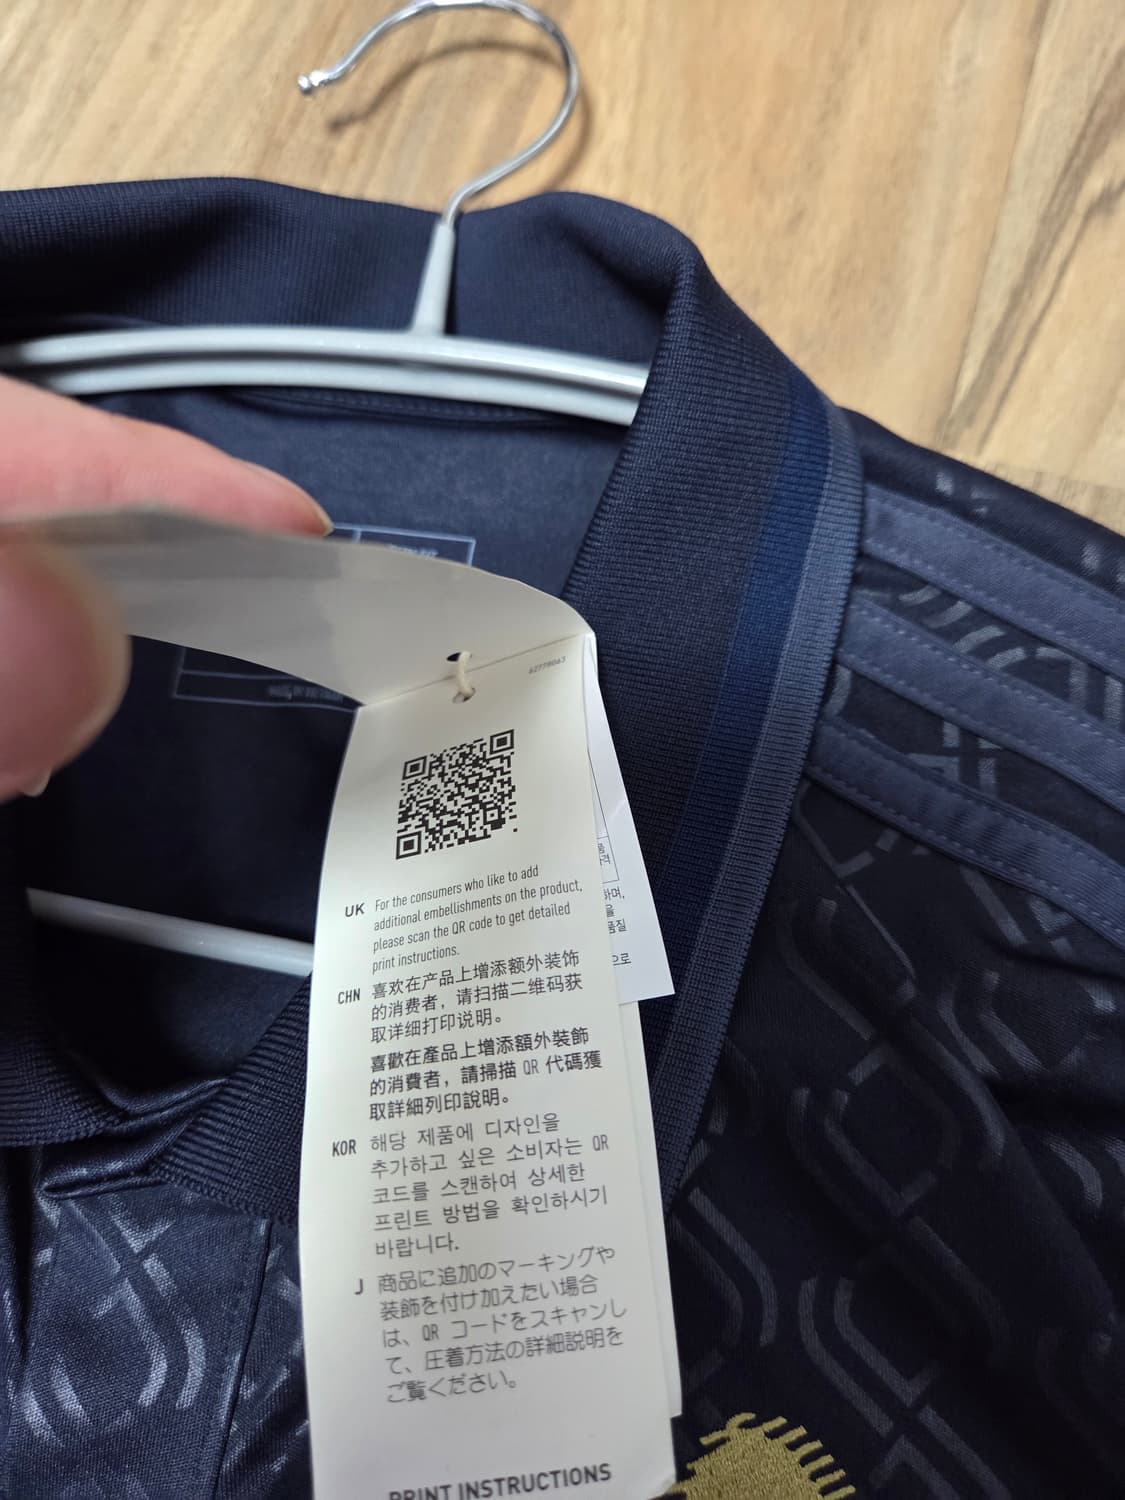 62778063
UK For the consumers who like to add
additional embellishments on the product,
please scan the QR code to get detailed
print instructions.
CHN 喜欢在产品上增添额外装饰
的消费者，请扫描二维码获
取详细打印说明。
喜歡在產品上增添額外裝飾
的消費者，請掃描 QR 代碼獲
取詳細列印說明。
KOR 해당 제품에 디자인을
추가하고 싶은 소비자는 QR
코드를 스캔하여 상세한
프린트 방법을 확인하시기
바랍니다.
J 商品に追加のマーキングや
装飾を付け加えたい場合
は、QR コードをスキャンし
て、圧着方法の詳細説明を
ご覧ください。
PRINT INSTRUCTIONS
하며,
을
품질
으로